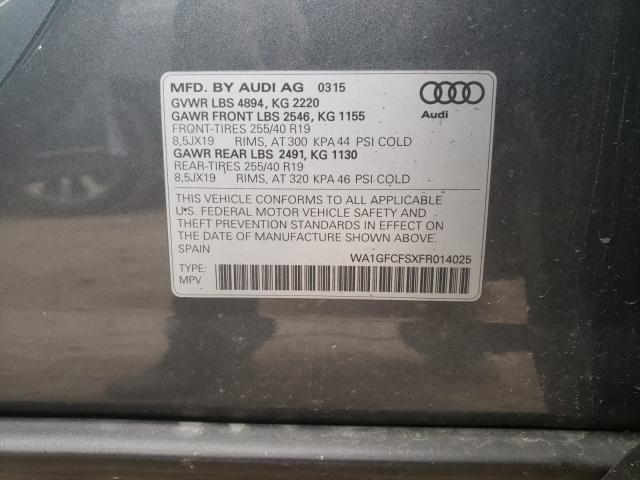 MFD. BY AUDI AG 0315
GVWR LBS 4894, KG 2220
GAWR FRONT LBS 2546, KG 1155
FRONT-TIRES 255/40 R19
8,5JX19 RIMS, AT 300 KPA 44 PSI COLD
GAWR REAR LBS 2491, KG 1130
REAR-TIRES 255/40 R19
8,5JX19 RIMS, AT 320 KPA 46 PSI COLD
Audi
THIS VEHICLE CONFORMS TO ALL APPLICABLE
U.S. FEDERAL MOTOR VEHICLE SAFETY AND
THEFT PREVENTION STANDARDS IN EFFECT ON
THE DATE OF MANUFACTURE SHOWN ABOVE.
SPAIN
WA1GFCFSXFR014025
TYPE:
MPV